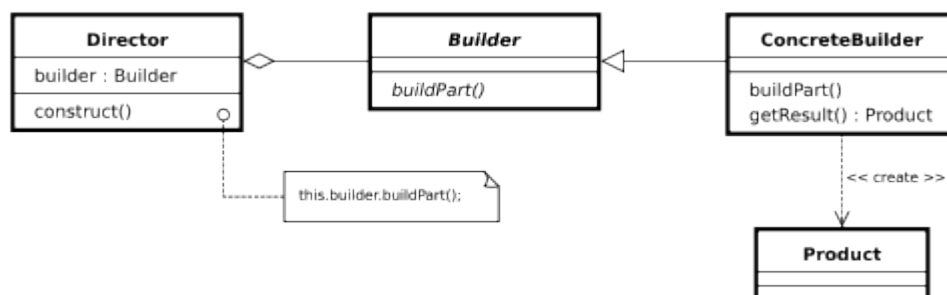 Director
builder : Builder
construct()
this.builder.buildPart();
Builder
buildPart()
ConcreteBuilder
buildPart()
getResult() : Product
<< create >>
Product